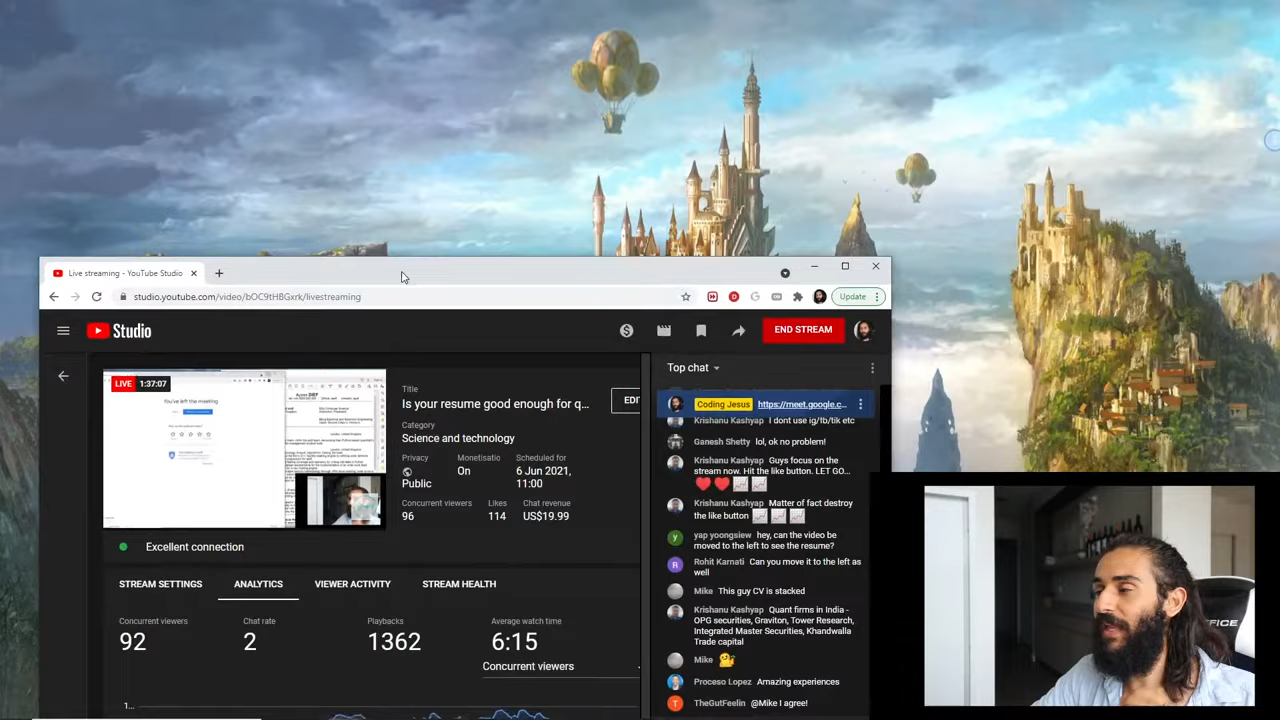 Live streaming - YouTube Studio
studio.youtube.com/video/bOC9tHBGxrk/livestreaming
Update
Studio
END STREAM
LIVE 1:37:07
You've left the meeting
Title
Is your resume good enough for q...
EDI
Category
Science and technology
Privacy
Public
Monetisatio
On
Scheduled for
6 Jun 2021,
11:00
Concurrent viewers
96
Likes
114
Chat revenue
US$19.99
Excellent connection
STREAM SETTINGS
ANALYTICS
VIEWER ACTIVITY
STREAM HEALTH
Concurrent viewers
92
Chat rate
2
Playbacks
1362
Average watch time
6:15
Concurrent viewers
1...
Top chat
Coding Jesus https://meet.google.c...
Krishanu Kashyap I dont use ig/fb/tik etc
Ganesh Shetty lol, ok no problem!
Krishanu Kashyap Guys focus on the
stream now. Hit the like button. LET GO...
Krishanu Kashyap Matter of fact destroy
the like button
yap yoongsiew hey, can the video be
moved to the left to see the resume?
Rohit Karnati Can you move it to the left as
well
Mike This guy CV is stacked
Krishanu Kashyap Quant firms in India -
OPG securities, Graviton, Tower Research,
Integrated Master Securities, Khandwalla
Trade capital
Mike
Proceso Lopez Amazing experiences
TheGutFeelin @Mike I agree!